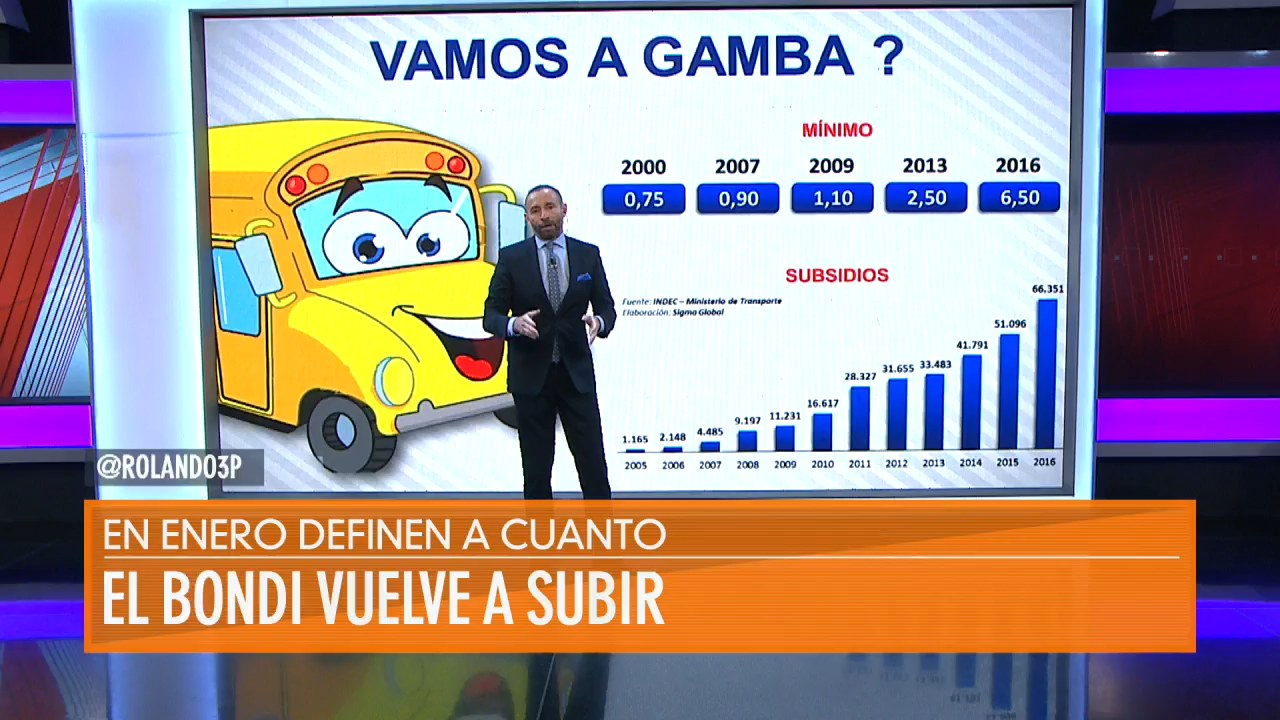 VAMOS A GAMBA ?
MÍNIMO
2000 2007 2009 2013 2016
0,75 0,90 1,10 2,50 6,50
SUBSIDIOS
Fuente: INDEC – Ministerio de Transporte
Elaboración: Sigma Global
1.165 2.148 4.485 9.197 11.231 16.617 28.327 31.655 33.483 41.791 51.096 66.351
2005 2006 2007 2008 2009 2010 2011 2012 2013 2014 2015 2016
@ROLANDO3P
EN ENERO DEFINEN A CUANTO
EL BONDI VUELVE A SUBIR